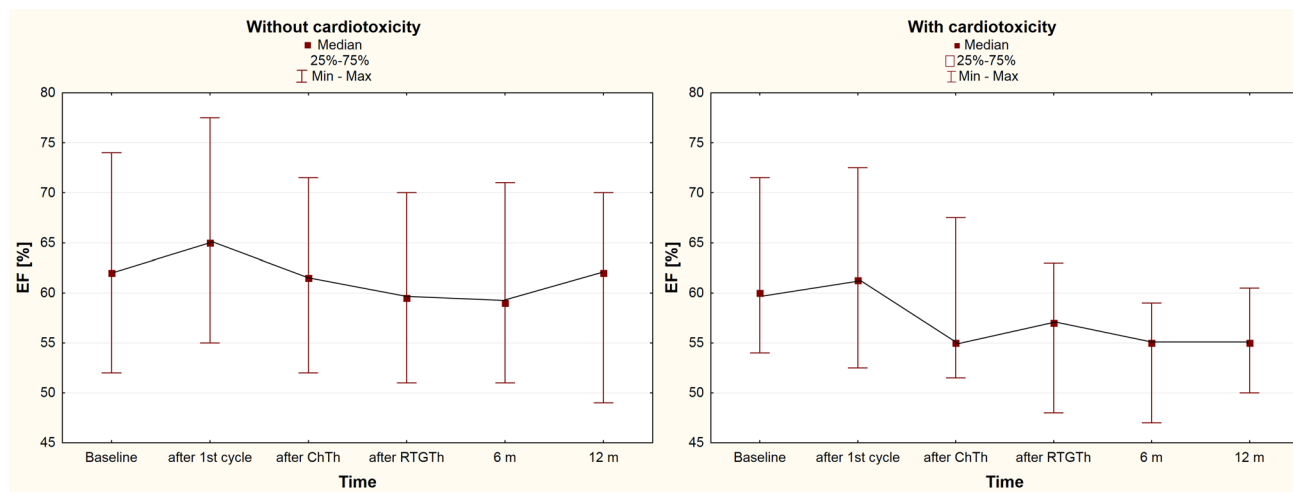 Without cardiotoxicity
Median
25%-75%
Min - Max
80
75
70
65
60
55
50
45
EF [%]
Baseline after 1st cycle after ChTh after RTGTh 6 m 12 m
Time
With cardiotoxicity
Median
25%-75%
Min - Max
80
75
70
65
60
55
50
45
EF [%]
Baseline after 1st cycle after ChTh after RTGTh 6 m 12 m
Time